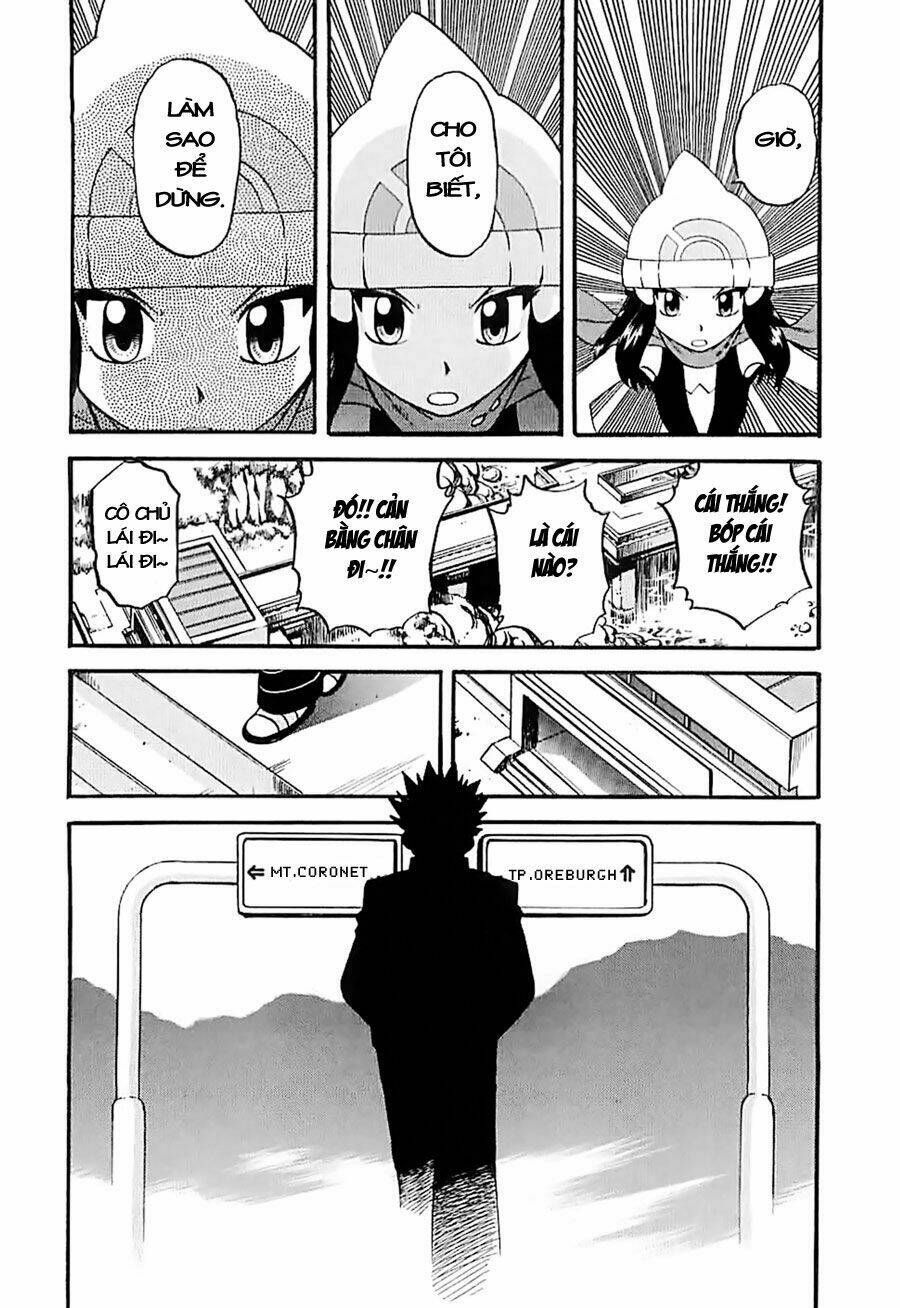 GIỜ,
CHO
TÔI
BIẾT,
LÀM
SAO
ĐỂ
DỪNG.
CÁI THẮNG!
BÓP CÁI
THẮNG!!
LÀ CÁI
NÀO?
ĐÓ!! CẢN
BẰNG CHÂN
ĐI~!!
CÔ CHỦ
LÁI ĐI~
LÁI ĐI~
⇐ MT.CORONET
TP.OREBURGH ⇑